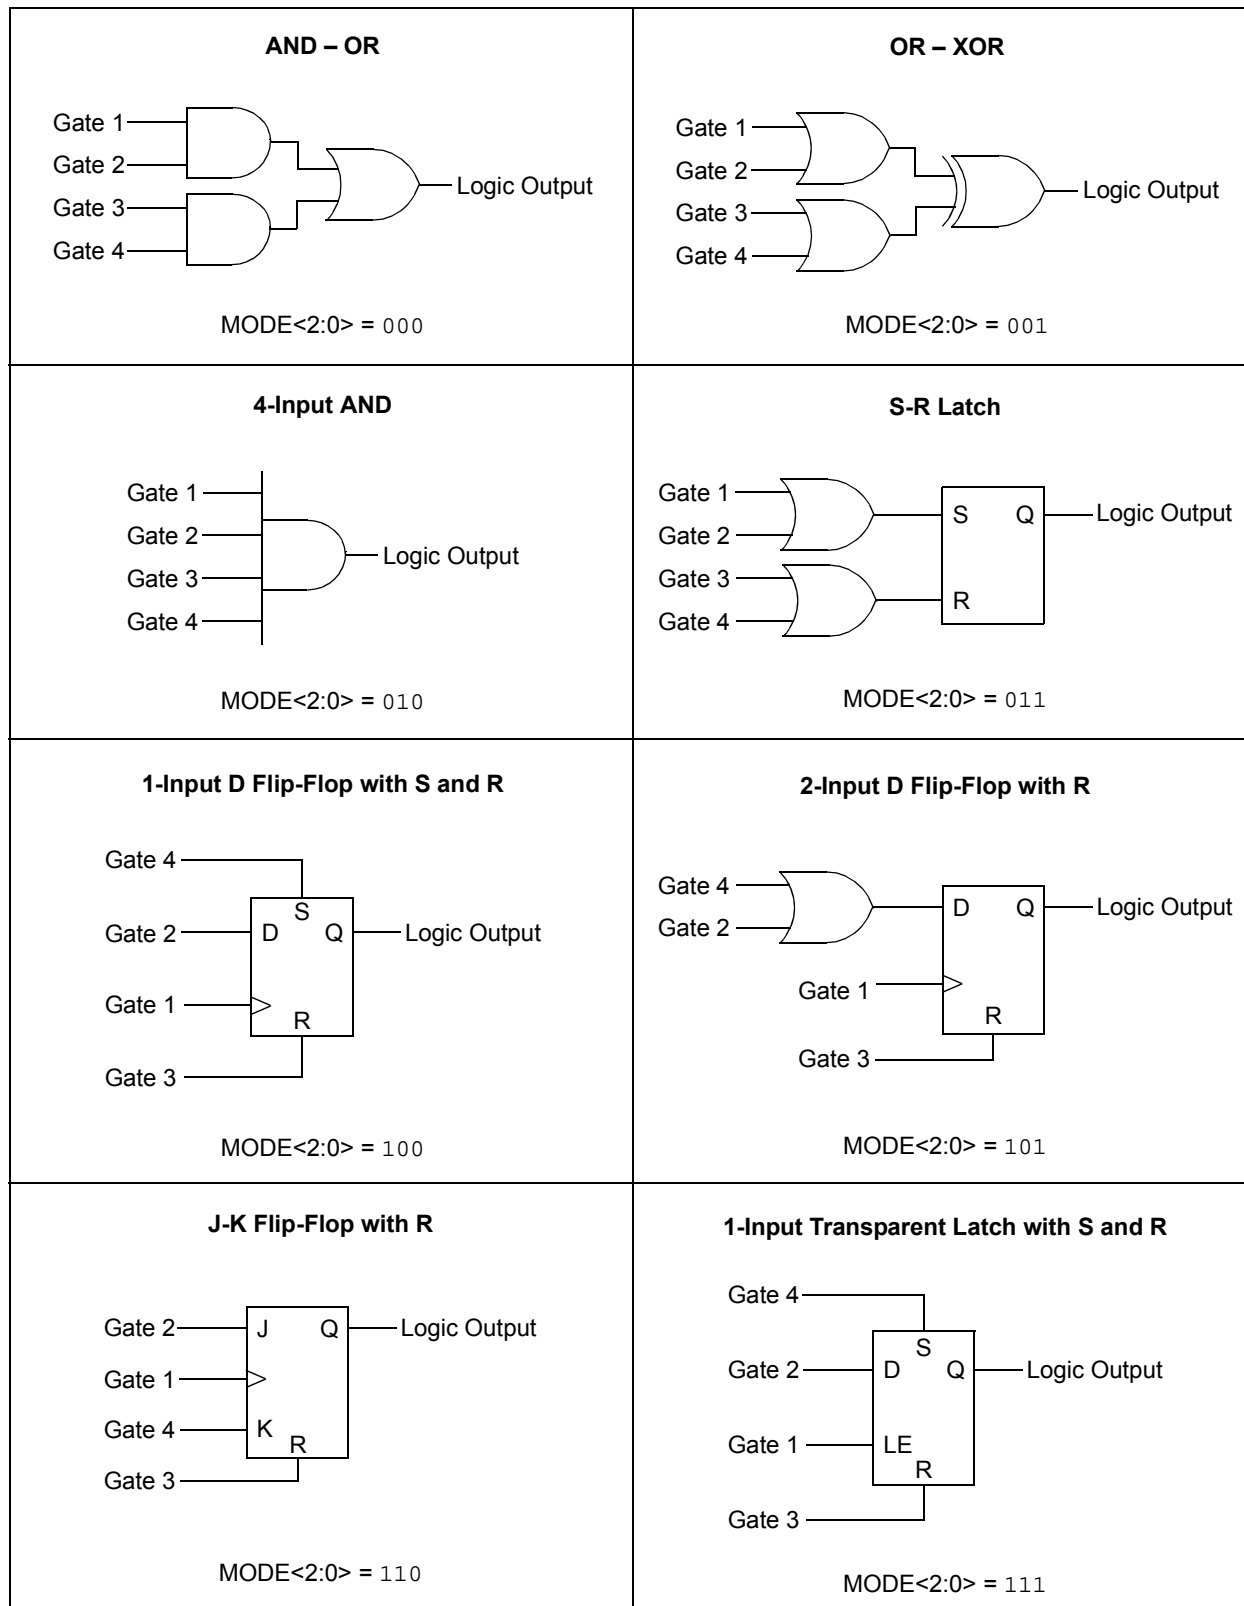 AND – OR
Gate 1
Gate 2
Gate 3
Gate 4
Logic Output
MODE<2:0> = 000
OR – XOR
Gate 1
Gate 2
Gate 3
Gate 4
Logic Output
MODE<2:0> = 001
4-Input AND
Gate 1
Gate 2
Gate 3
Gate 4
Logic Output
MODE<2:0> = 010
S-R Latch
Gate 1
Gate 2
Gate 3
Gate 4
S Q
R
Logic Output
MODE<2:0> = 011
1-Input D Flip-Flop with S and R
Gate 4
S
Gate 2 D Q Logic Output
Gate 1
R
Gate 3
MODE<2:0> = 100
2-Input D Flip-Flop with R
Gate 4
Gate 2
D Q Logic Output
Gate 1
R
Gate 3
MODE<2:0> = 101
J-K Flip-Flop with R
Gate 2 J Q Logic Output
Gate 1
Gate 4 K
R
Gate 3
MODE<2:0> = 110
1-Input Transparent Latch with S and R
Gate 4
S
Gate 2 D Q Logic Output
Gate 1 LE
R
Gate 3
MODE<2:0> = 111